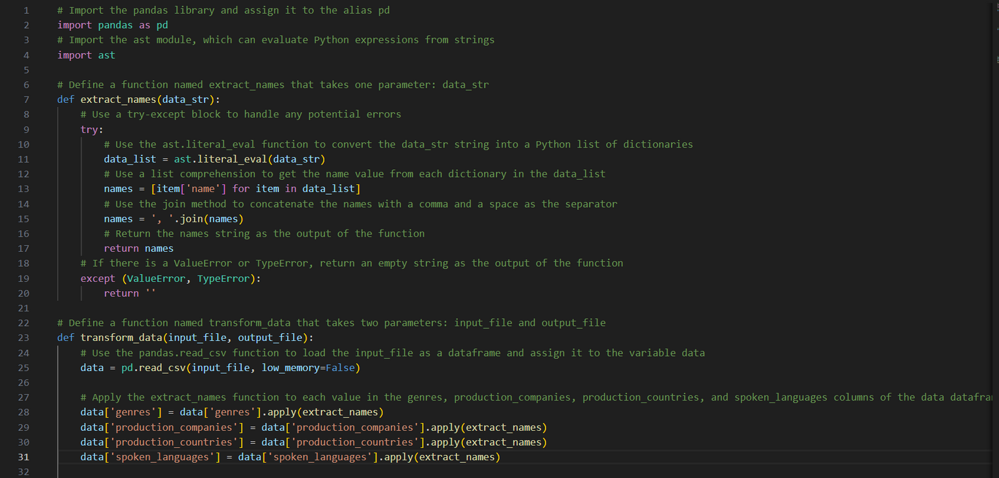 1 # Import the pandas library and assign it to the alias pd
2 import pandas as pd
3 # Import the ast module, which can evaluate Python expressions from strings
4 import ast
5
6 # Define a function named extract_names that takes one parameter: data_str
7 def extract_names(data_str):
8     # Use a try-except block to handle any potential errors
9     try:
10         # Use the ast.literal_eval function to convert the data_str string into a Python list of dictionaries
11         data_list = ast.literal_eval(data_str)
12         # Use a list comprehension to get the name value from each dictionary in the data_list
13         names = [item['name'] for item in data_list]
14         # Use the join method to concatenate the names with a comma and a space as the separator
15         names = ', '.join(names)
16         # Return the names string as the output of the function
17         return names
18     # If there is a ValueError or TypeError, return an empty string as the output of the function
19     except (ValueError, TypeError):
20         return ''
21
22 # Define a function named transform_data that takes two parameters: input_file and output_file
23 def transform_data(input_file, output_file):
24     # Use the pandas.read_csv function to load the input_file as a dataframe and assign it to the variable data
25     data = pd.read_csv(input_file, low_memory=False)
26
27     # Apply the extract_names function to each value in the genres, production_companies, production_countries, and spoken_languages columns of the data
28     data['genres'] = data['genres'].apply(extract_names)
29     data['production_companies'] = data['production_companies'].apply(extract_names)
30     data['production_countries'] = data['production_countries'].apply(extract_names)
31     data['spoken_languages'] = data['spoken_languages'].apply(extract_names)
32